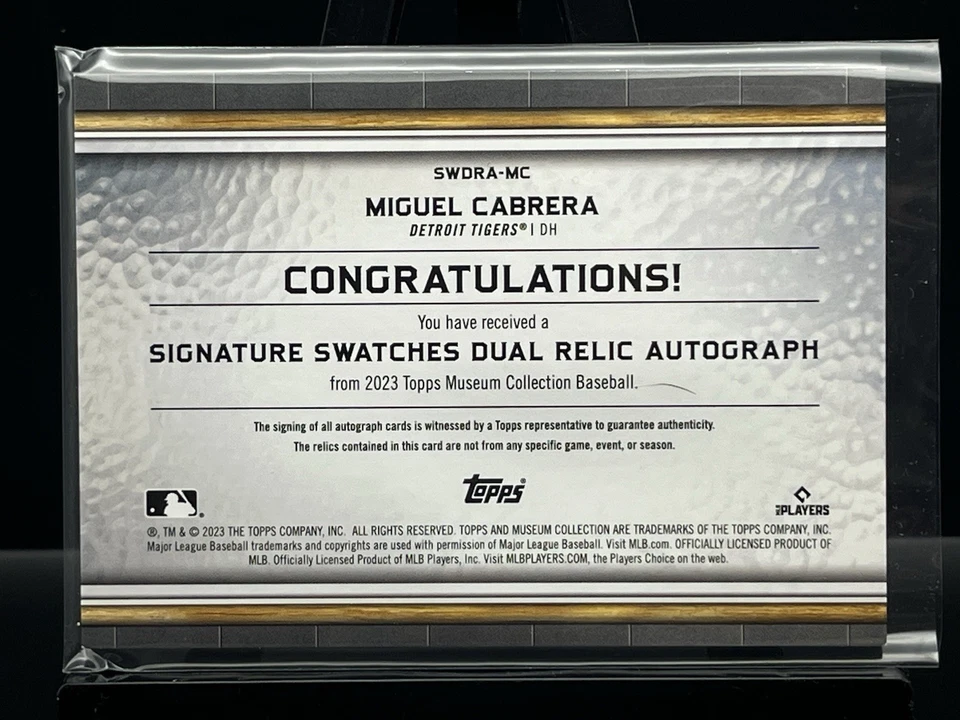 SWDRA-MC
MIGUEL CABRERA
DETROIT TIGERS® | DH
CONGRATULATIONS!
You have received a
SIGNATURE SWATCHES DUAL RELIC AUTOGRAPH
from 2023 Topps Museum Collection Baseball.
The signing of all autograph cards is witnessed by a Topps representative to guarantee authenticity.
The relics contained in this card are not from any specific game, event, or season.
Topps®
MLB PLAYERS
®, TM & © 2023 THE TOPPS COMPANY, INC. ALL RIGHTS RESERVED. TOPPS AND MUSEUM COLLECTION ARE TRADEMARKS OF THE TOPPS COMPANY, INC.
Major League Baseball trademarks and copyrights are used with permission of Major League Baseball. Visit MLB.com. OFFICIALLY LICENSED PRODUCT OF
MLB. Officially Licensed Product of MLB Players, Inc. Visit MLBPLAYERS.COM, the Players Choice on the web.